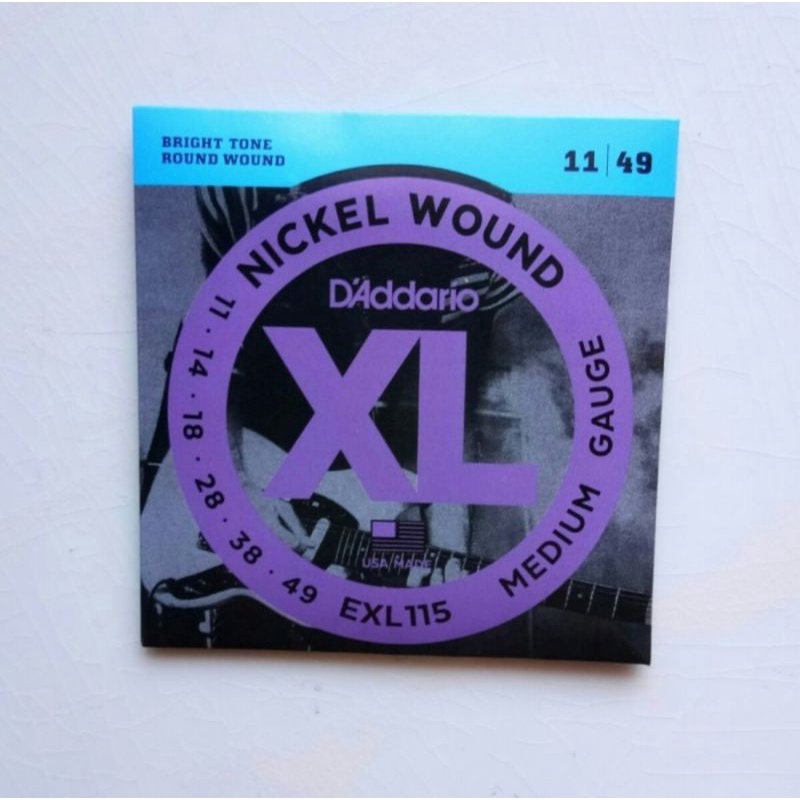 BRIGHT TONE
ROUND WOUND
11|49
NICKEL WOUND
D'Addario
XL
11 · 14 · 18 · 28 · 38 · 49
EXL115
MEDIUM GAUGE
USA MADE